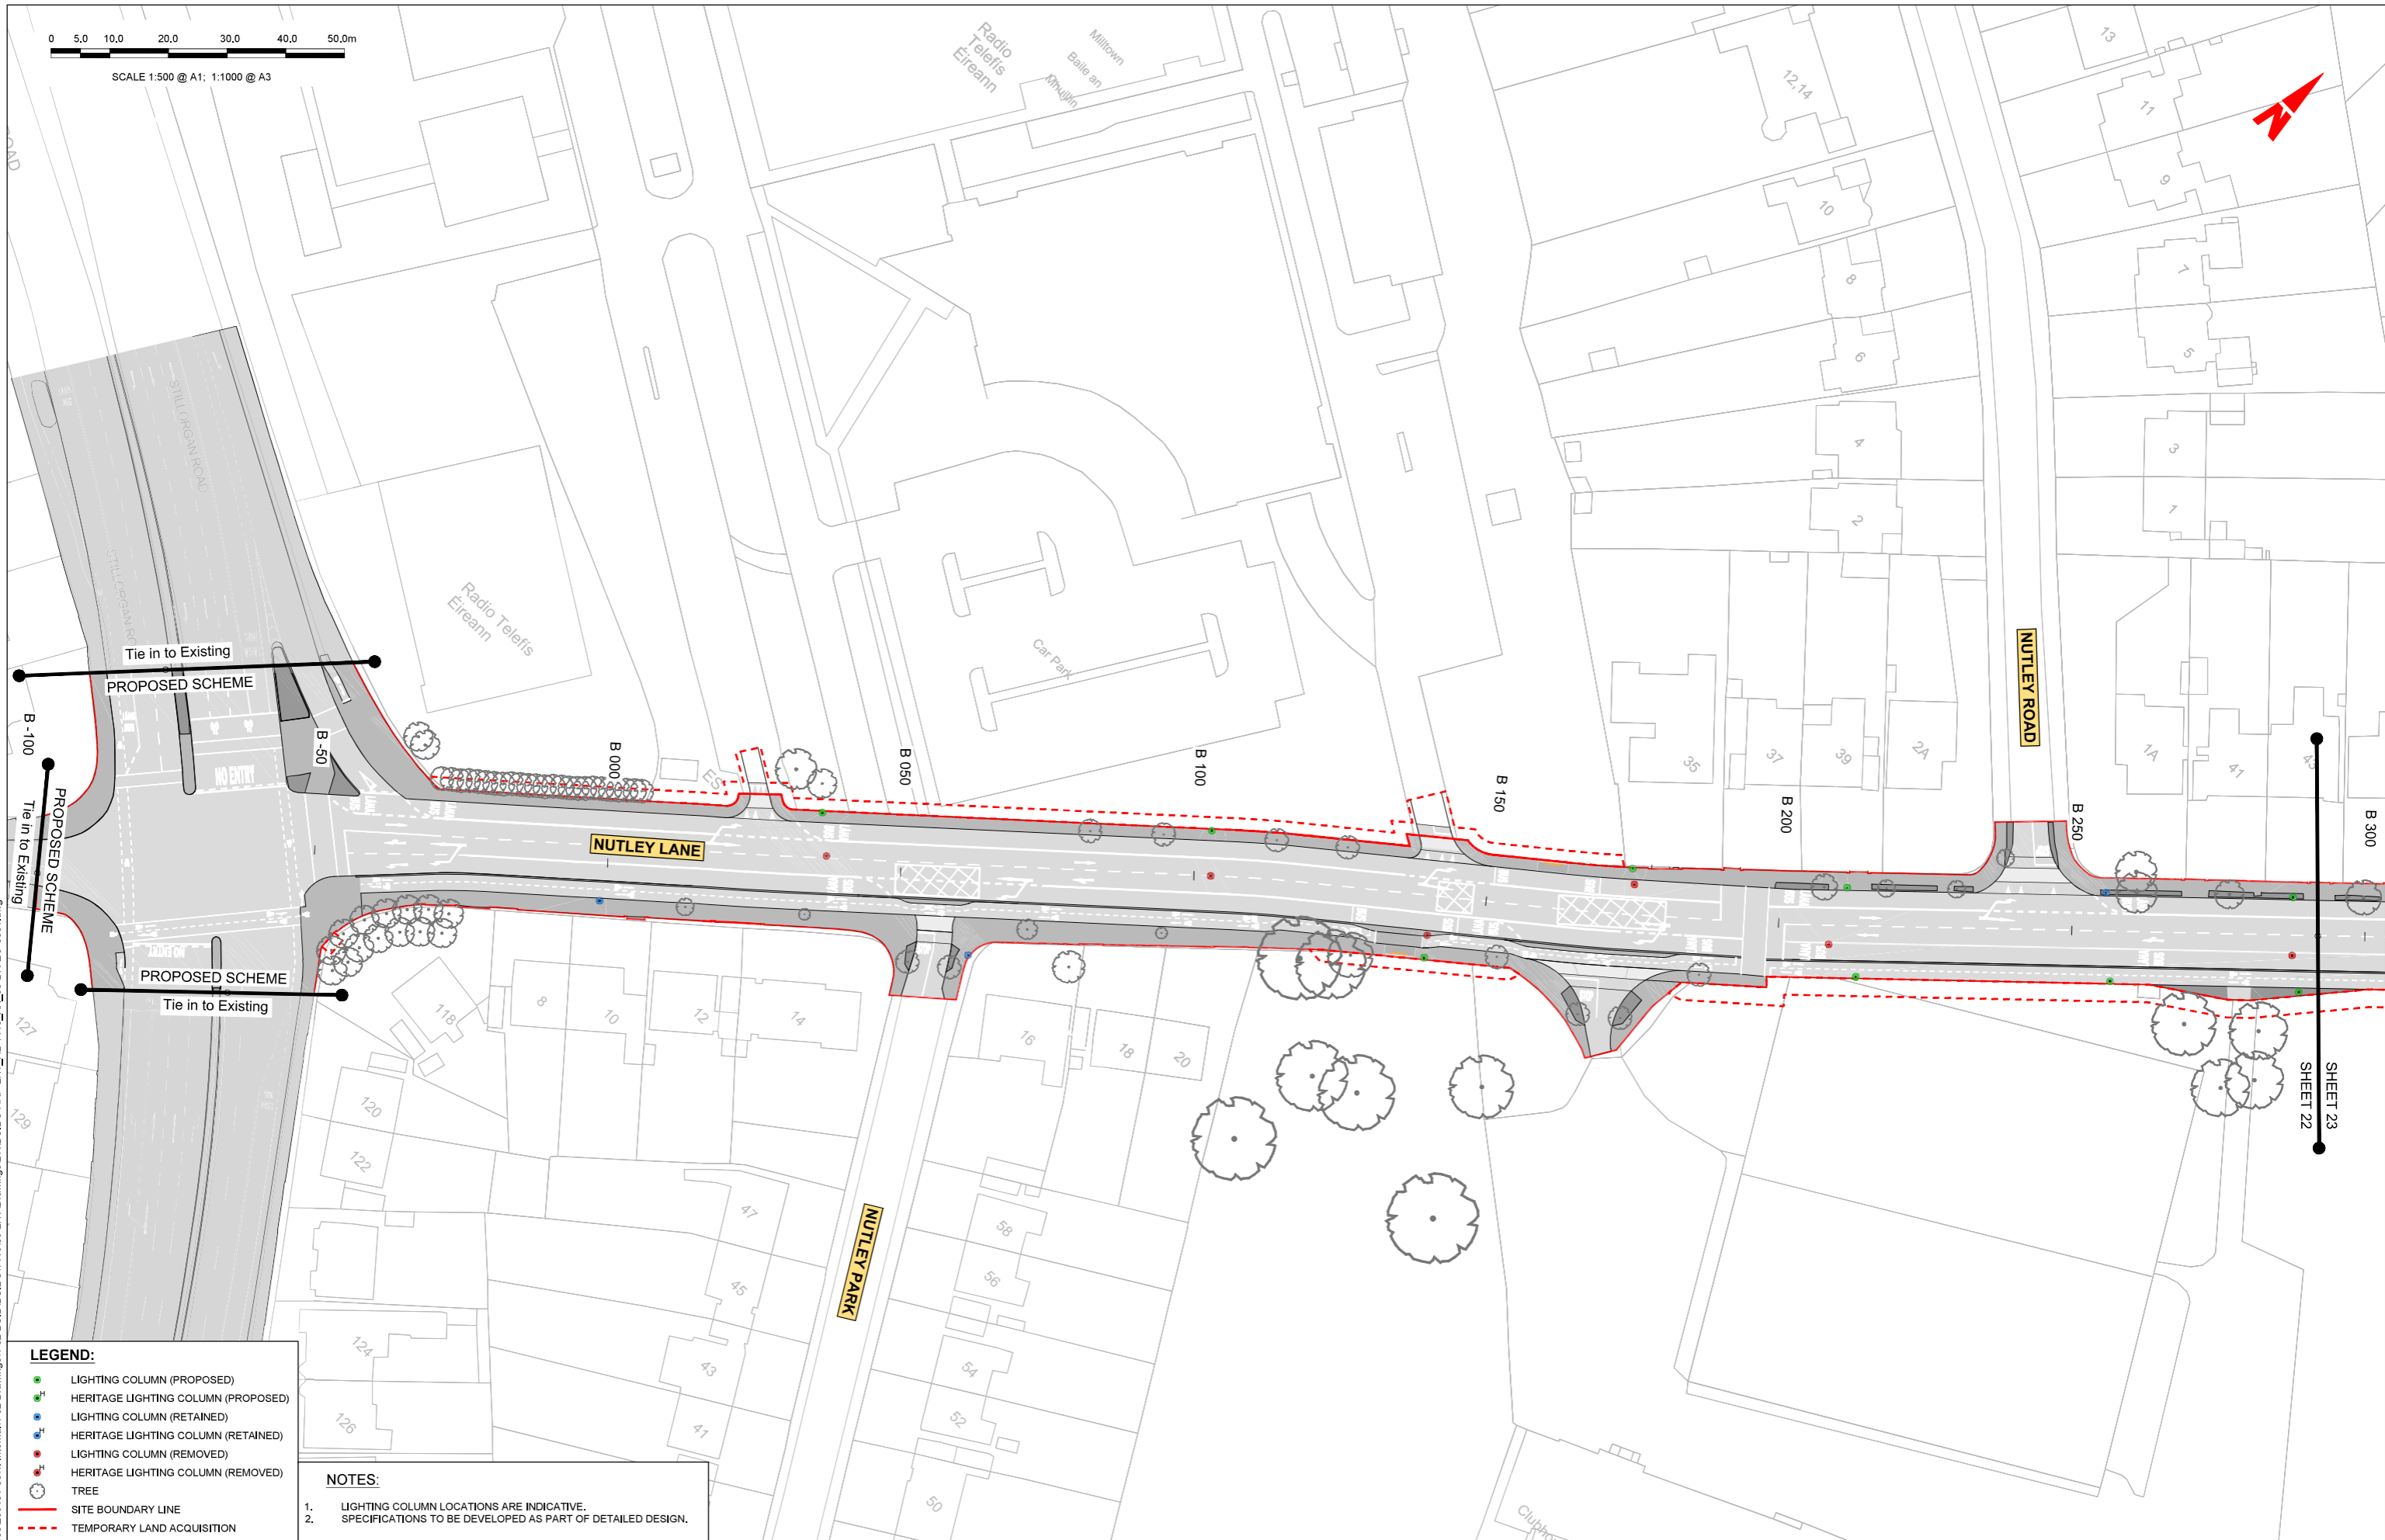 0 5.0 10.0 20.0 30.0 40.0 50.0m
SCALE 1:500 @ A1; 1:1000 @ A3
Radio
Telefís
Éireann
Milltown
Baile an
Mhuilinn
12,14
13
11
9
10
8
7
6
5
4
3
2
1
N
STILLORGAN ROAD
Radio Telefís
Éireann
Car Park
ESS
Tie in to Existing
PROPOSED SCHEME
B -100
B -50
B 000
B 050
B 100
B 150
B 200
B 250
B 300
NO ENTRY
NUTLEY LANE
NUTLEY ROAD
35
37
39
2A
1A
41
43
PROPOSED SCHEME
Tie in to Existing
NO ENTRY
PROPOSED SCHEME
Tie in to Existing
127
129
118
8
10
12
14
16
18
20
120
122
124
126
47
45
43
41
58
56
54
52
50
NUTLEY PARK
SHEET 23
SHEET 22
LEGEND:
LIGHTING COLUMN (PROPOSED)
H HERITAGE LIGHTING COLUMN (PROPOSED)
LIGHTING COLUMN (RETAINED)
H HERITAGE LIGHTING COLUMN (RETAINED)
LIGHTING COLUMN (REMOVED)
H HERITAGE LIGHTING COLUMN (REMOVED)
TREE
SITE BOUNDARY LINE
TEMPORARY LAND ACQUISITION
NOTES:
1. LIGHTING COLUMN LOCATIONS ARE INDICATIVE.
2. SPECIFICATIONS TO BE DEVELOPED AS PART OF DETAILED DESIGN.